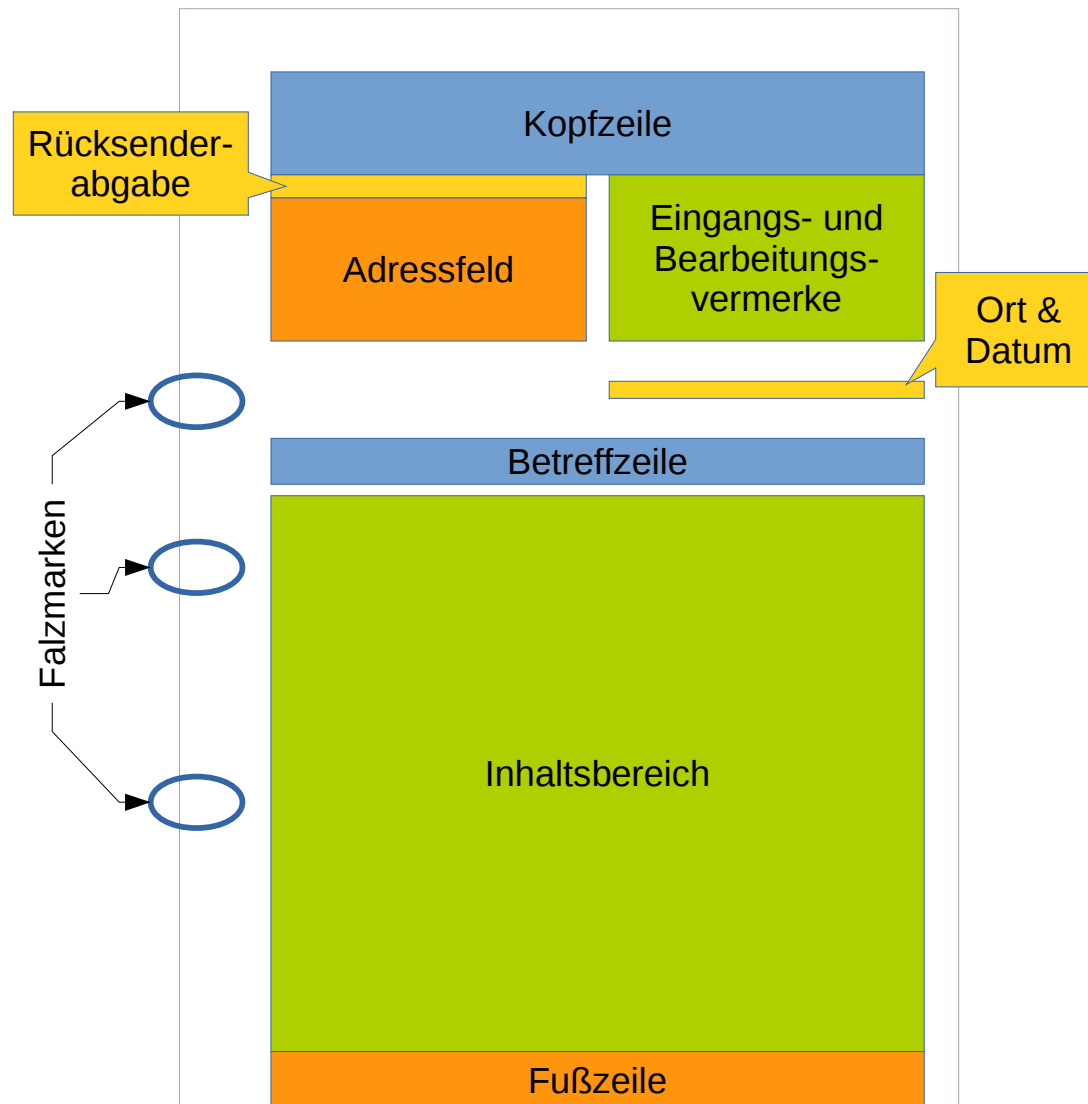 Kopfzeile
Rücksender-
abgabe
Adressfeld
Eingangs- und
Bearbeitungs-
vermerke
Ort &
Datum
Betreffzeile
Falzmarken
Inhaltsbereich
Fußzeile